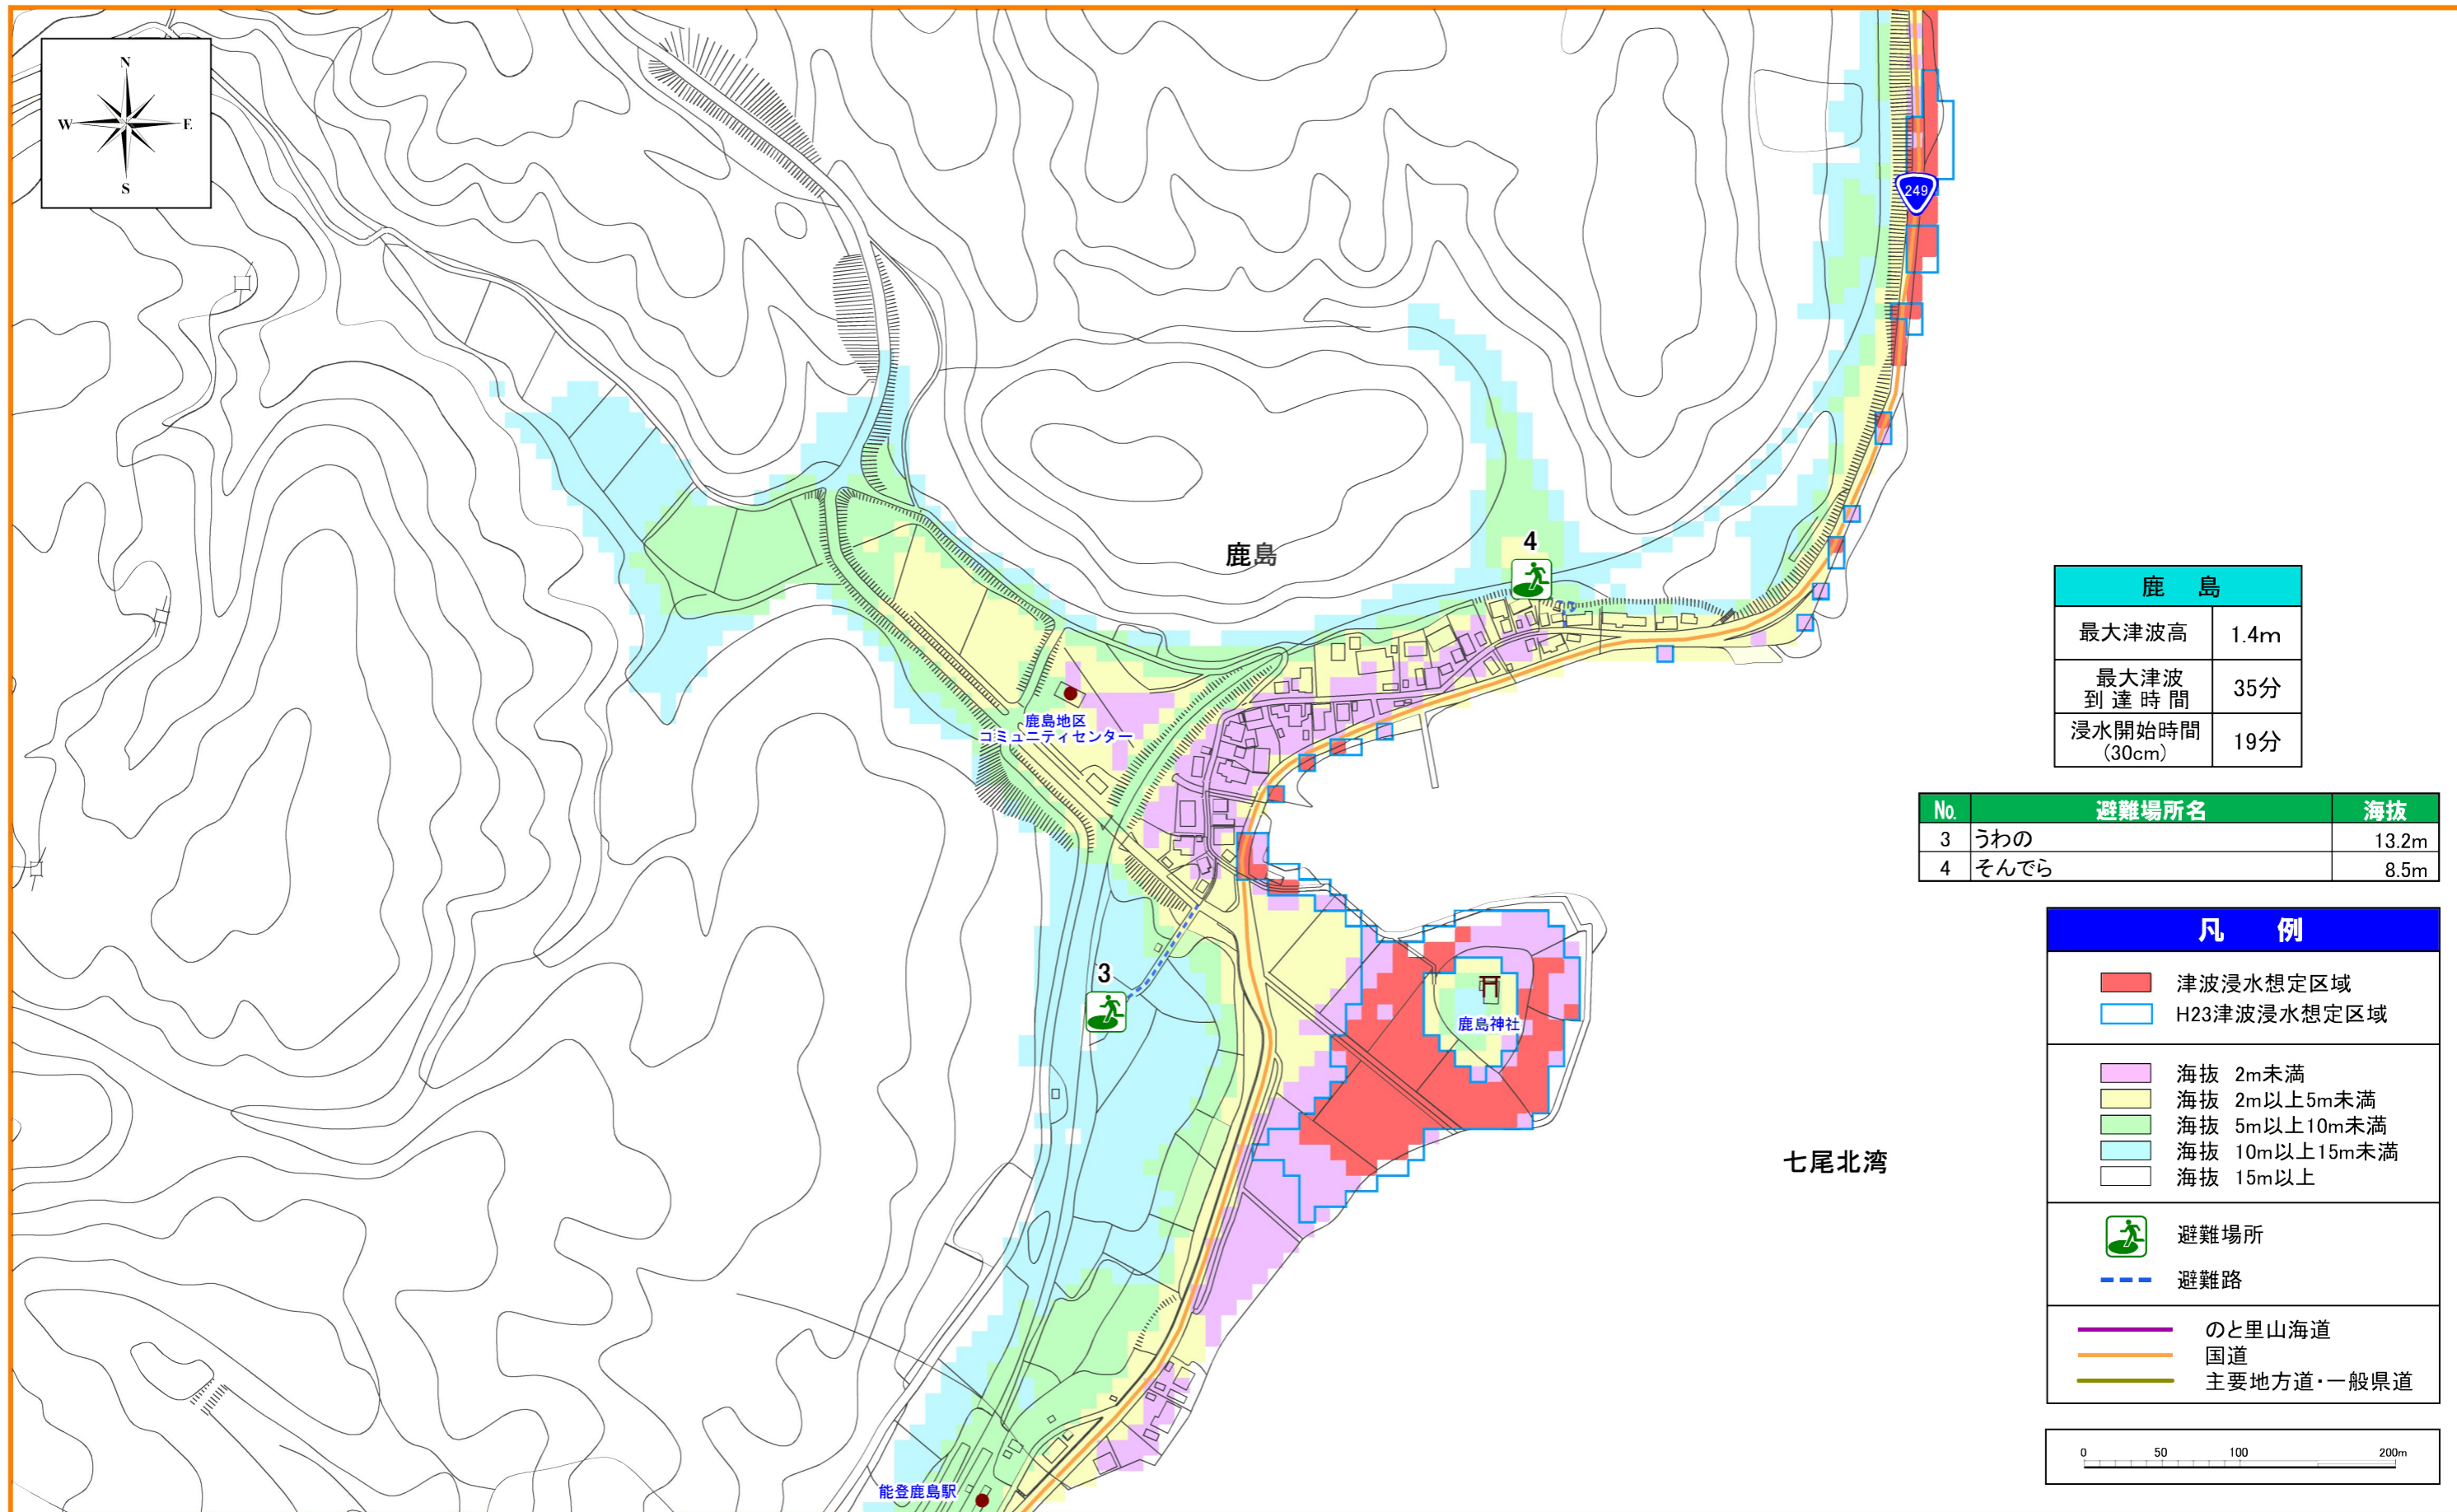 N
W E
S
249
鹿島
4
鹿島地区
コミュニティセンター
3
鹿島神社
七尾北湾
能登鹿島駅
鹿 島
最大津波高 1.4m
最大津波
到達時間 35分
浸水開始時間
(30cm) 19分
No. 避難場所名 海抜
3 うわの 13.2m
4 そんでら 8.5m
凡 例
津波浸水想定区域
H23津波浸水想定区域
海抜 2m未満
海抜 2m以上5m未満
海抜 5m以上10m未満
海抜 10m以上15m未満
海抜 15m以上
避難場所
避難路
のと里山海道
国道
主要地方道・一般県道
0 50 100 200m